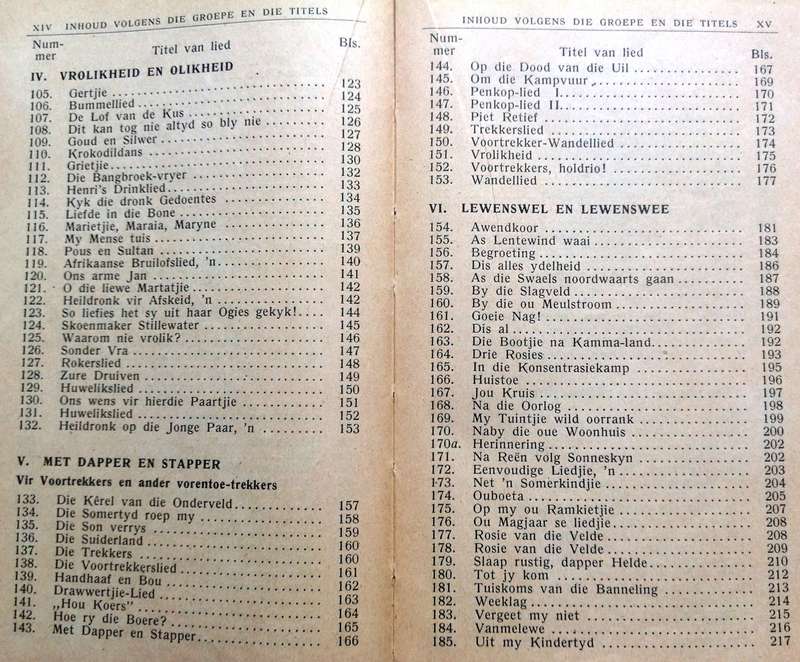 XIV INHOUD VOLGENS DIE GROEPE EN DIE TITELS
Num-
mer Titel van lied Bls.
IV. VROLIKHEID EN OLIKHEID
105. Gertjie 123
106. Bummellied 124
107. De Lof van de Kus 125
108. Dit kan tog nie altyd so bly nie 126
109. Goud en Silwer 127
110. Krokodildans 128
111. Grietjie 130
112. Die Bangbroek-vryer 132
113. Henri's Drinklied 133
114. Kyk die dronk Gedoentes 134
115. Liefde in die Bone 135
116. Marietjie, Maraia, Maryne 136
117. My Mense tuis 137
118. Pous en Sultan 139
119. Afrikaanse Bruilofslied, 'n 140
120. Ons arme Jan 141
121. O die liewe Martatjie 142
122. Heildronk vir Afskeid, 'n 142
123. So liefies het sy uit haar Ogies gekyk! 144
124. Skoenmaker Stillewater 145
125. Waarom nie vrolik? 146
126. Sonder Vra 147
127. Rokerslied 148
128. Zure Druiven 149
129. Huwelikslied 150
130. Ons wens vir hierdie Paartjie 151
131. Huwelikslied 152
132. Heildronk op die Jonge Paar, 'n 153
V. MET DAPPER EN STAPPER
Vir Voortrekkers en ander vorentoe-trekkers
133. Die Kêrel van die Onderveld 157
134. Die Somertyd roep my 158
135. Die Son verrys 159
136. Die Suiderland 160
137. Die Trekkers 160
138. Die Voortrekkerslied 161
139. Handhaaf en Bou 162
140. Drawwertjie-Lied 163
141. „Hou Koers" 164
142. Hoe ry die Boere? 165
143. Met Dapper en Stapper 166
INHOUD VOLGENS DIE GROEPE EN DIE TITELS XV
Num-
mer Titel van lied Bls.
144. Op die Dood van die Uil 167
145. Om die Kampvuur 169
146. Penkop-lied I 170
147. Penkop-lied II 171
148. Piet Retief 172
149. Trekkerslied 173
150. Voortrekker-Wandellied 174
151. Vrolikheid 175
152. Voortrekkers, holdrio! 176
153. Wandellied 177
VI. LEWENSWEL EN LEWENSWEE
154. Awendkoor 181
155. As Lentewind waai 183
156. Begroeting 184
157. Dis alles ydelheid 186
158. As die Swaels noordwaarts gaan 187
159. By die Slagveld 188
160. By die ou Meulstroom 189
161. Goeie Nag! 191
162. Dis al 192
163. Die Bootjie na Kamma-land 192
164. Drie Rosies 193
165. In die Konsentrasiekamp 195
166. Huistoe 196
167. Jou Kruis 197
168. Na die Oorlog 198
169. My Tuintjie wild oorrank 199
170. Naby die oue Woonhuis 200
170a. Herinnering 202
171. Na Reën volg Sonneskyn 202
172. Eenvoudige Liedjie, 'n 203
173. Net 'n Somerkindjie 204
174. Ouboeta 205
175. Op my ou Ramkietjie 207
176. Ou Magjaar se liedjie 208
177. Rosie van die Velde 208
178. Rosie van die Velde 209
179. Slaap rustig, dapper Helde 210
180. Tot jy kom 212
181. Tuiskoms van die Banneling 213
182. Weeklag 214
183. Vergeet my niet 215
184. Vanmelewe 216
185. Uit my Kindertyd 217